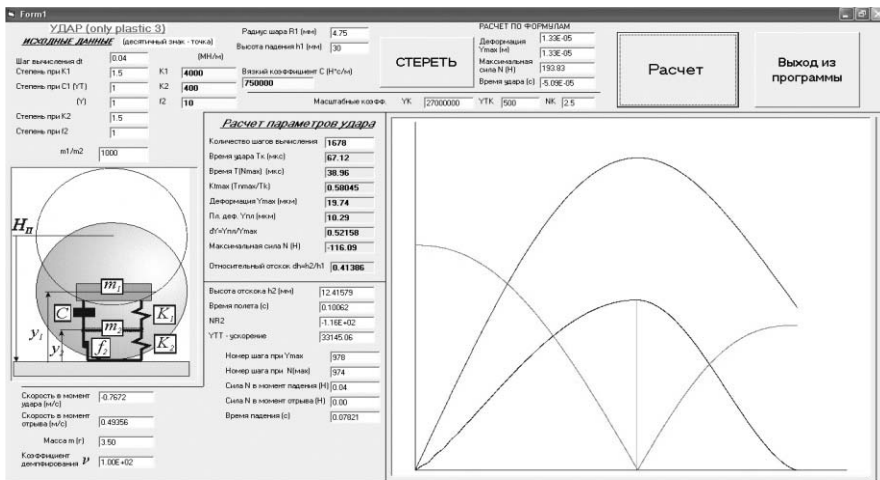 Form1
УДАР (only plastic 3)
ИСХОДНЫЕ ДАННЫЕ (десятичный знак - точка)
Шаг вычисления dt 0.04 (МН/м)
Степень при К1 1.5 К1 4000
Степень при С1 (YT) 1 К2 400
(Y) 1 f2 10
Степень при К2 1.5
Степень при f2 1
m1/m2 1000
Радиус шара R1 (мм) 4.75
Высота падения h1 (мм) 30
Вязкий коэффициент С (Н*с/м)
750000
СТЕРЕТЬ
РАСЧЕТ ПО ФОРМУЛАМ
Деформация Ymax (м) 1.33E-05
1.33E-05
Максимальная сила N (Н) 193.83
Время удара (с) -5.09E-05
Масштабные коэфф. YK 27000000 YTK 500 NK 2.5
Расчет
Выход из программы
Расчет параметров удара
Количество шагов вычисления 1678
Время удара Тк (мкс) 67.12
Время T(Nmax) (мкс) 38.96
Ktmax (Tnmax/Tk) 0.58045
Деформация Ymax (мкм) 19.74
Пл. деф. Yпл (мкм) 10.29
dY=Yпл/Ymax 0.52158
Максимальная сила N (Н) -116.09
Относительный отскок dh=h2/h1 0.41386
Высота отскока h2 (мм) 12.41579
Время полета (с) 0.10062
NR2 -1.16E+02
YTT - ускорение 33145.06
Номер шага при Ymax 978
Номер шага при N(max) 974
Сила N в момент падения (Н) 0.04
Сила N в момент отрыва (Н) 0.00
Время падения (с) 0.07821
Hп
m1
C
K1
m2
y1
y2
f2
K2
Скорость в момент удара (м/с) -0.7672
Скорость в момент отрыва (м/с) 0.49356
Масса m (г) 3.50
Коэффициент демпфирования ν 1.00E+02